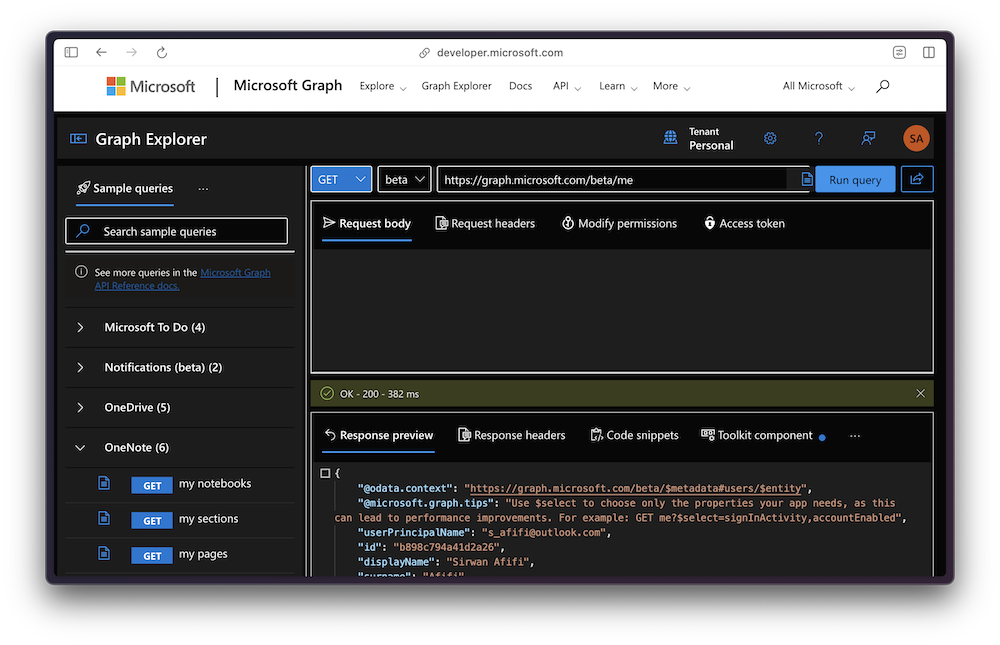 developer.microsoft.com
Microsoft | Microsoft Graph Explore Graph Explorer Docs API Learn More All Microsoft
Graph Explorer
Tenant
Personal
SA
Sample queries ...
GET beta https://graph.microsoft.com/beta/me Run query
Search sample queries
See more queries in the Microsoft Graph
API Reference docs.
Microsoft To Do (4)
Notifications (beta) (2)
OneDrive (5)
OneNote (6)
GET my notebooks
GET my sections
GET my pages
Request body Request headers Modify permissions Access token
OK - 200 - 382 ms
Response preview Response headers Code snippets Toolkit component ...
{
"@odata.context": "https://graph.microsoft.com/beta/$metadata#users/$entity",
"@microsoft.graph.tips": "Use $select to choose only the properties your app needs, as this
can lead to performance improvements. For example: GET me?$select=signInActivity,accountEnabled",
"userPrincipalName": "s_afifi@outlook.com",
"id": "b898c794a41d2a26",
"displayName": "Sirwan Afifi",
"surname": "Afifi"